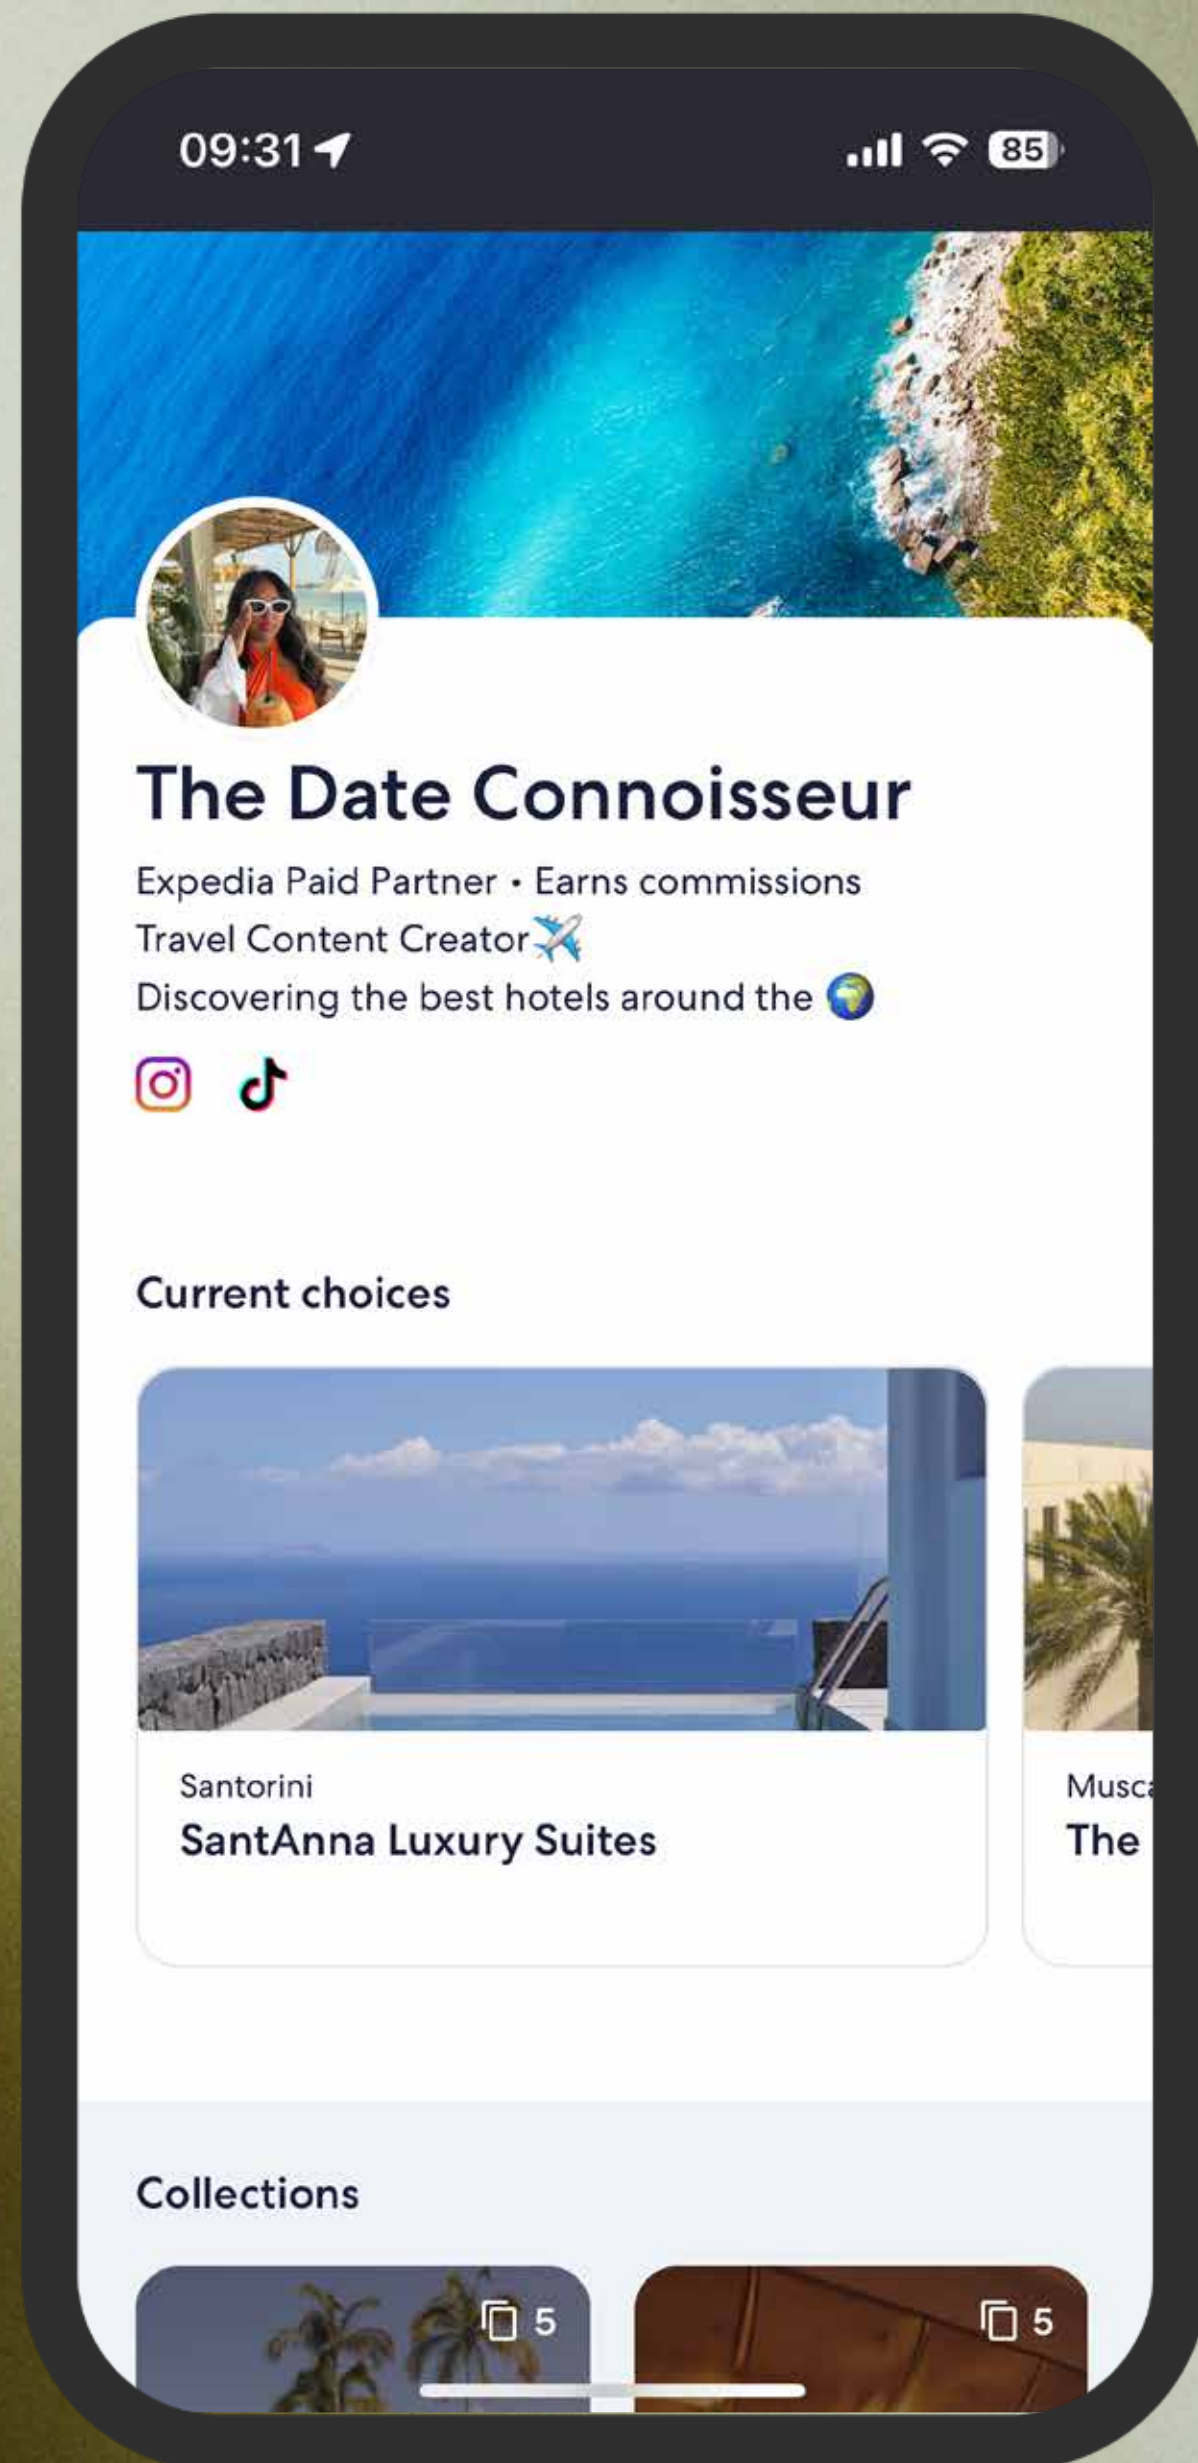 09:31
85
The Date Connoisseur
Expedia Paid Partner • Earns commissions
Travel Content Creator✈️
Discovering the best hotels around the 🌍
Current choices
Santorini
SantAnna Luxury Suites
The
Collections
5
5